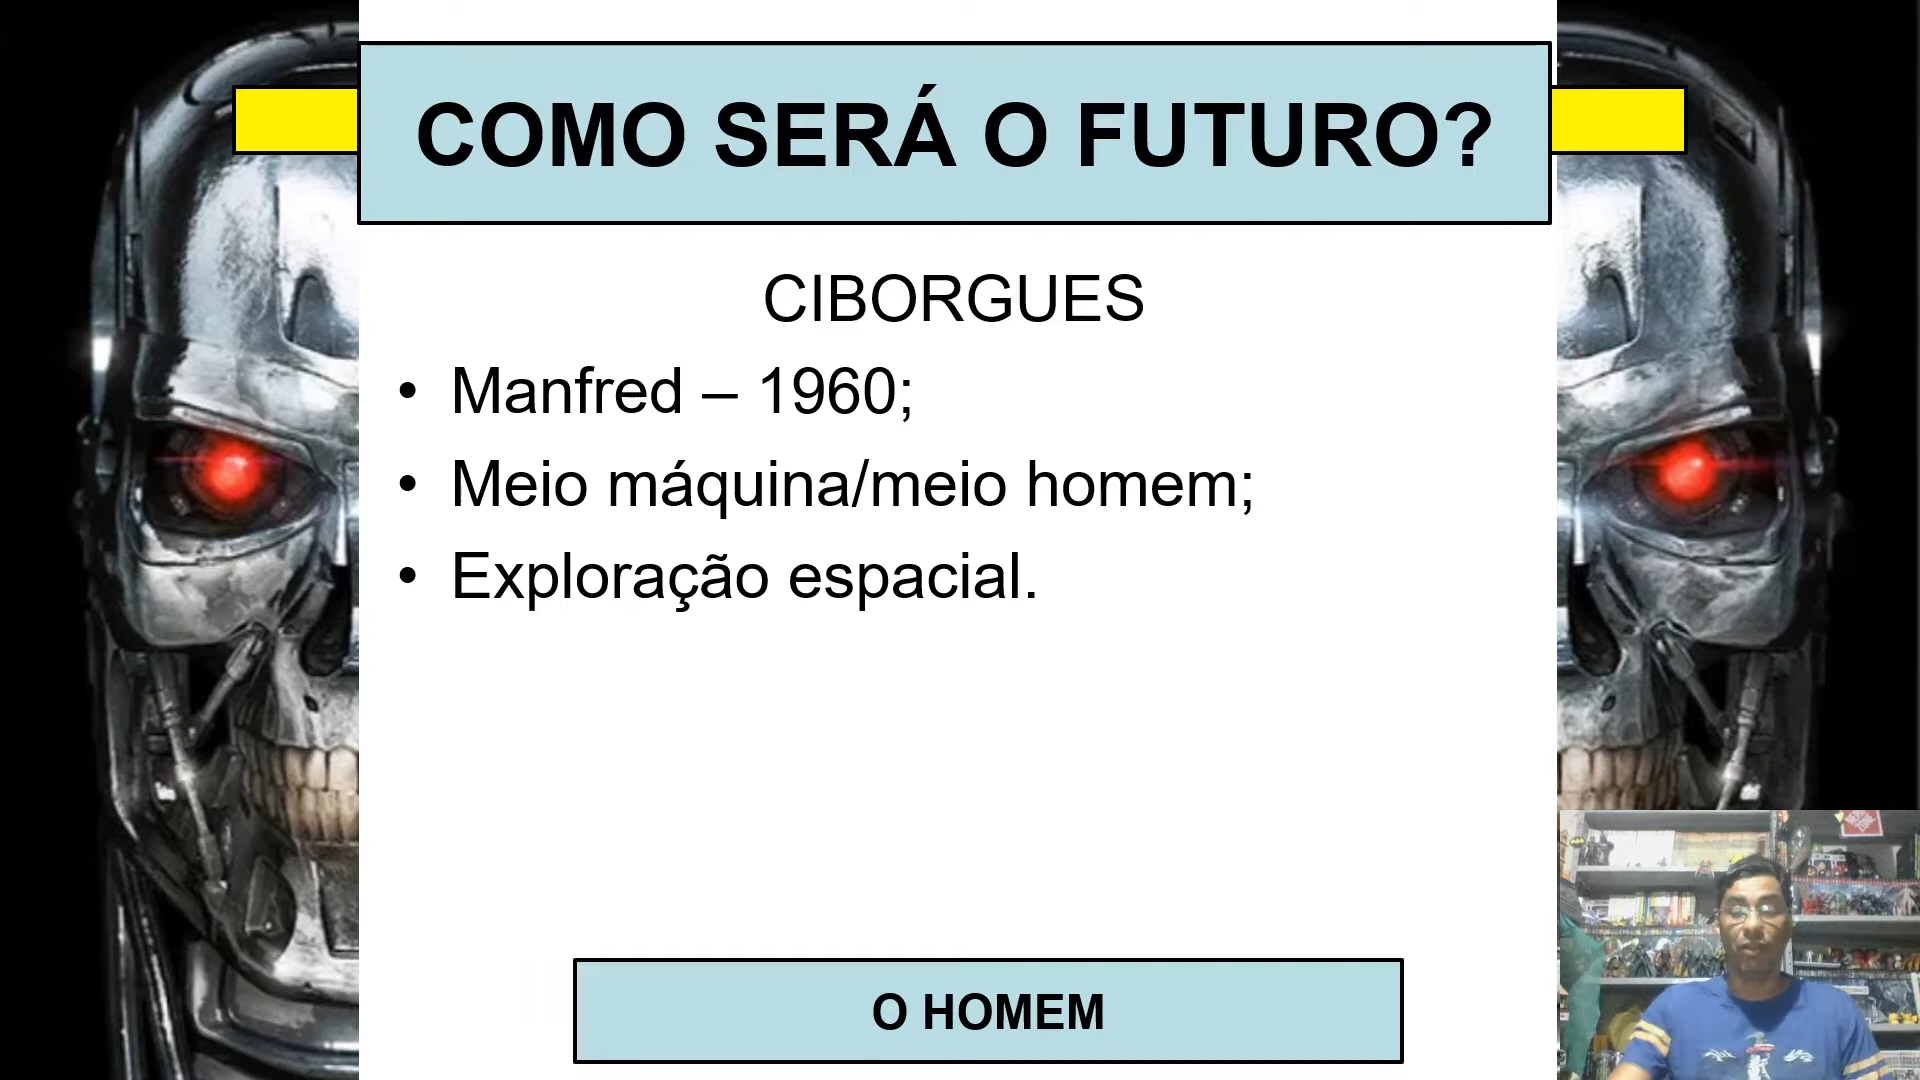 COMO SERÁ O FUTURO?
CIBORGUES
• Manfred – 1960;
• Meio máquina/meio homem;
• Exploração espacial.
O HOMEM